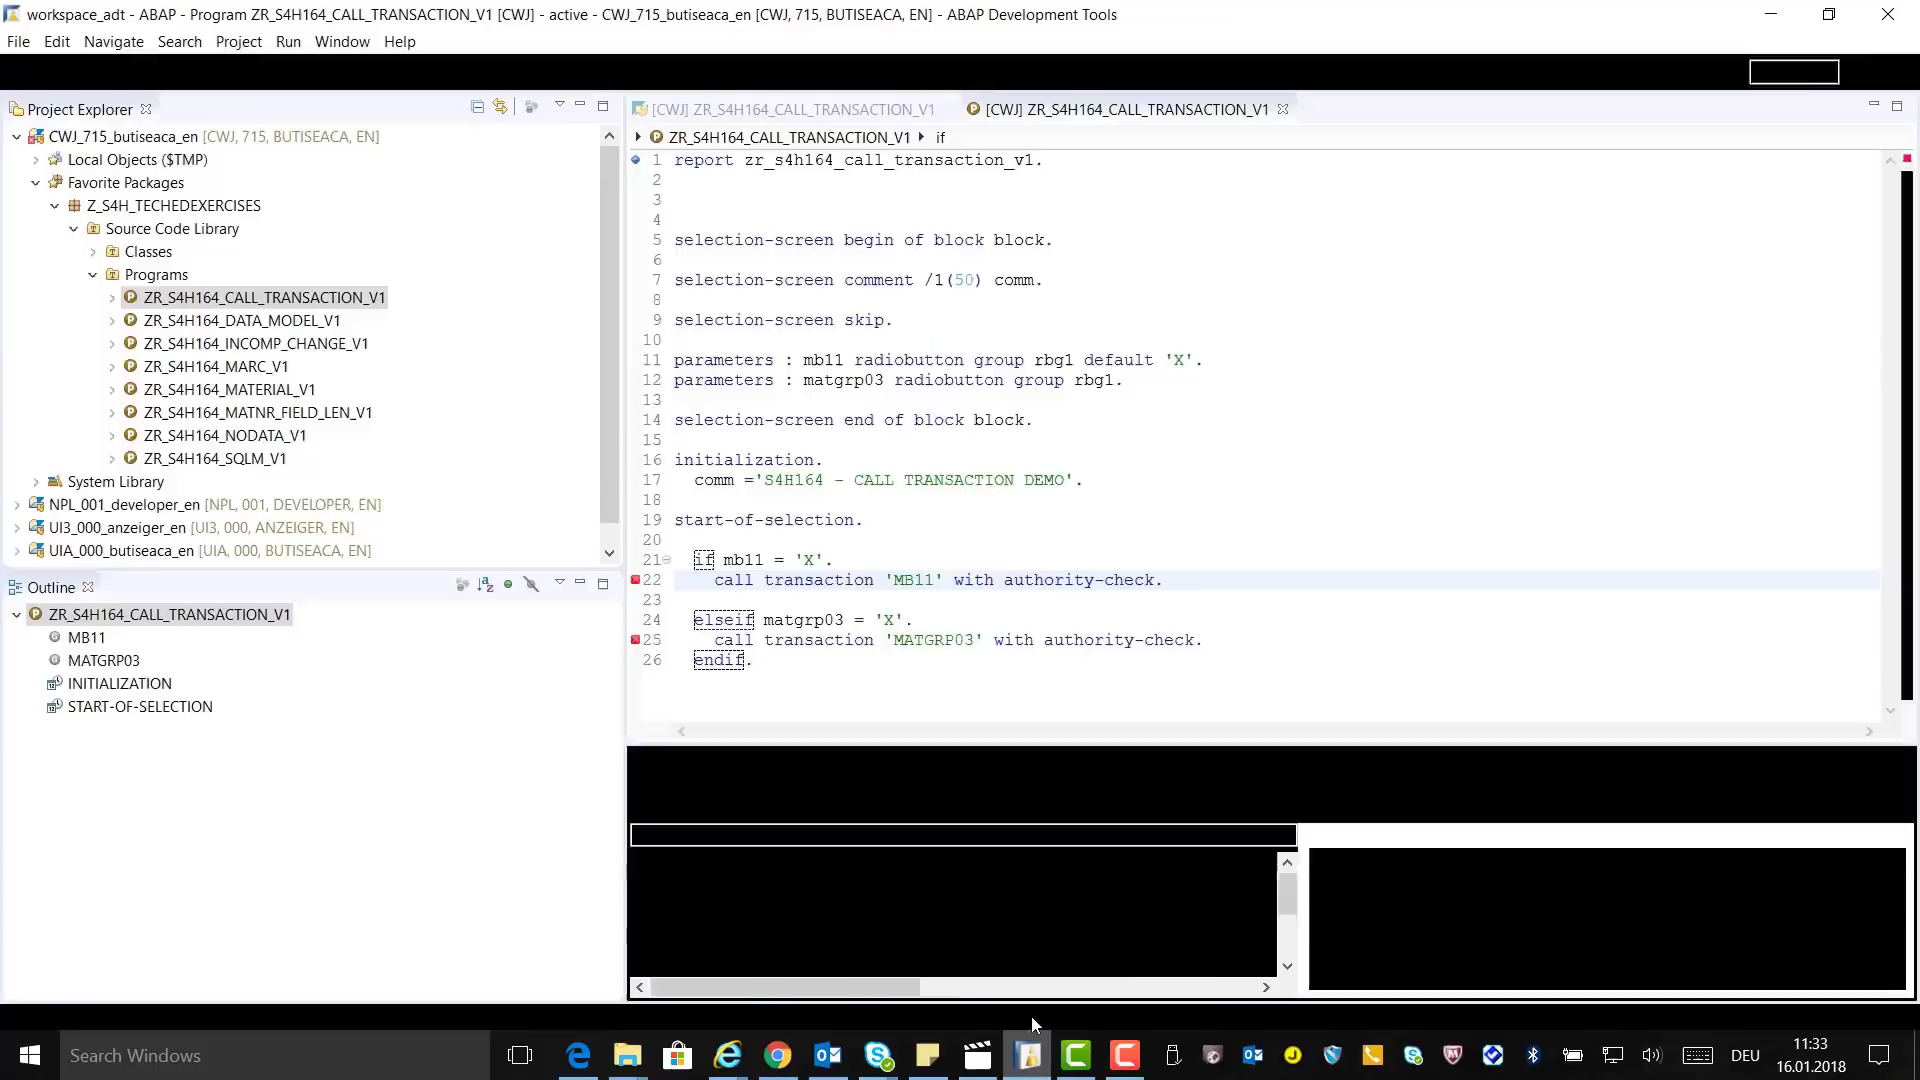 workspace_adt - ABAP - Program ZR_S4H164_CALL_TRANSACTION_V1 [CWJ] - active - CWJ_715_butiseaca_en [CWJ, 715, BUTISEACA, EN] - ABAP Development Tools
File Edit Navigate Search Project Run Window Help
Project Explorer
CWJ_715_butiseaca_en [CWJ, 715, BUTISEACA, EN]
Local Objects ($TMP)
Favorite Packages
Z_S4H_TECHEDEXERCISES
Source Code Library
Classes
Programs
ZR_S4H164_CALL_TRANSACTION_V1
ZR_S4H164_DATA_MODEL_V1
ZR_S4H164_INCOMP_CHANGE_V1
ZR_S4H164_MARC_V1
ZR_S4H164_MATERIAL_V1
ZR_S4H164_MATNR_FIELD_LEN_V1
ZR_S4H164_NODATA_V1
ZR_S4H164_SQLM_V1
System Library
NPL_001_developer_en [NPL, 001, DEVELOPER, EN]
UI3_000_anzeiger_en [UI3, 000, ANZEIGER, EN]
UIA_000_butiseaca_en [UIA, 000, BUTISEACA, EN]
Outline
ZR_S4H164_CALL_TRANSACTION_V1
MB11
MATGRP03
INITIALIZATION
START-OF-SELECTION
[CWJ] ZR_S4H164_CALL_TRANSACTION_V1 [CWJ] ZR_S4H164_CALL_TRANSACTION_V1
ZR_S4H164_CALL_TRANSACTION_V1 if
1 report zr_s4h164_call_transaction_v1.
2
3
4
5 selection-screen begin of block block.
6
7 selection-screen comment /1(50) comm.
8
9 selection-screen skip.
10
11 parameters : mb11 radiobutton group rbg1 default 'X'.
12 parameters : matgrp03 radiobutton group rbg1.
13
14 selection-screen end of block block.
15
16 initialization.
17 comm ='S4H164 - CALL TRANSACTION DEMO'.
18
19 start-of-selection.
20
21 if mb11 = 'X'.
22 call transaction 'MB11' with authority-check.
23
24 elseif matgrp03 = 'X'.
25 call transaction 'MATGRP03' with authority-check.
26 endif.
Search Windows
DEU
11:33
16.01.2018